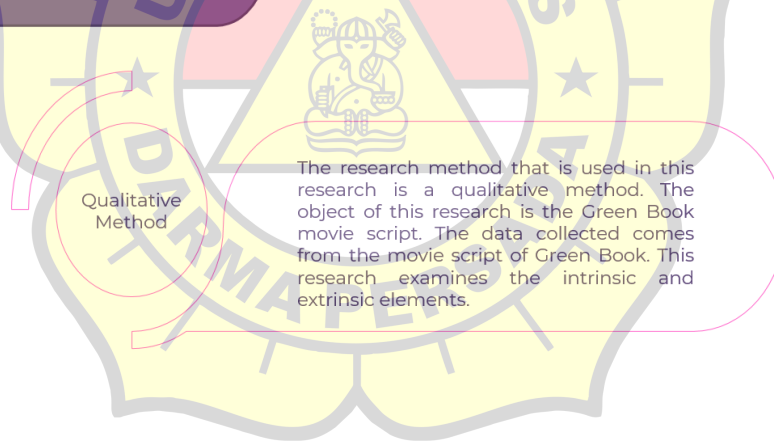 Qualitative
Method
The research method that is used in this
research is a qualitative method. The
object of this research is the Green Book
movie script. The data collected comes
from the movie script of Green Book. This
research examines the intrinsic and
extrinsic elements.
DARMA PERSADA